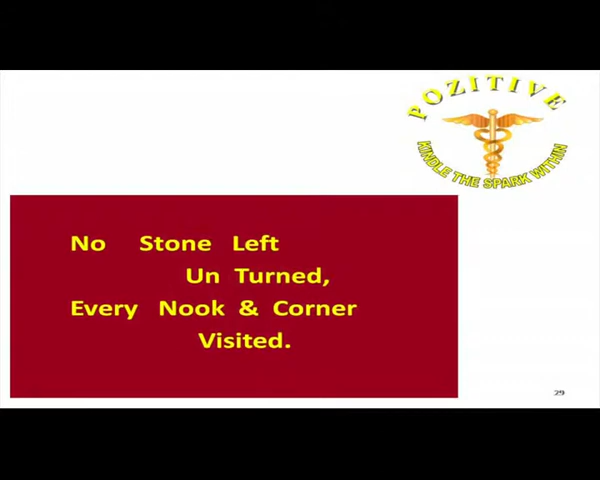 POZITIVE
KINDLE THE SPARK WITHIN
No Stone Left
Un Turned,
Every Nook & Corner
Visited.
29